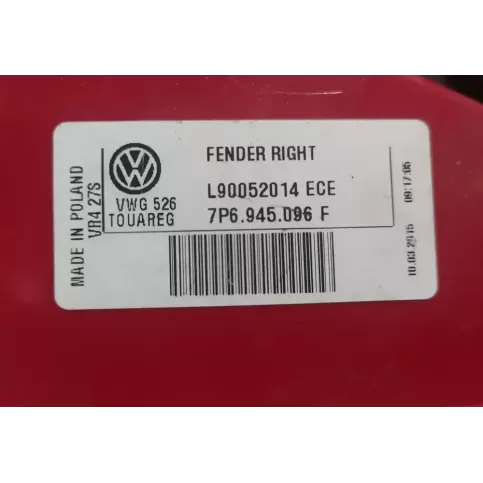 MADE IN POLAND
VR4 27S
VWG 526
TOUAREG
FENDER RIGHT
L90052014 ECE
7P6.945.096 F
10.03.2015 09:17:05